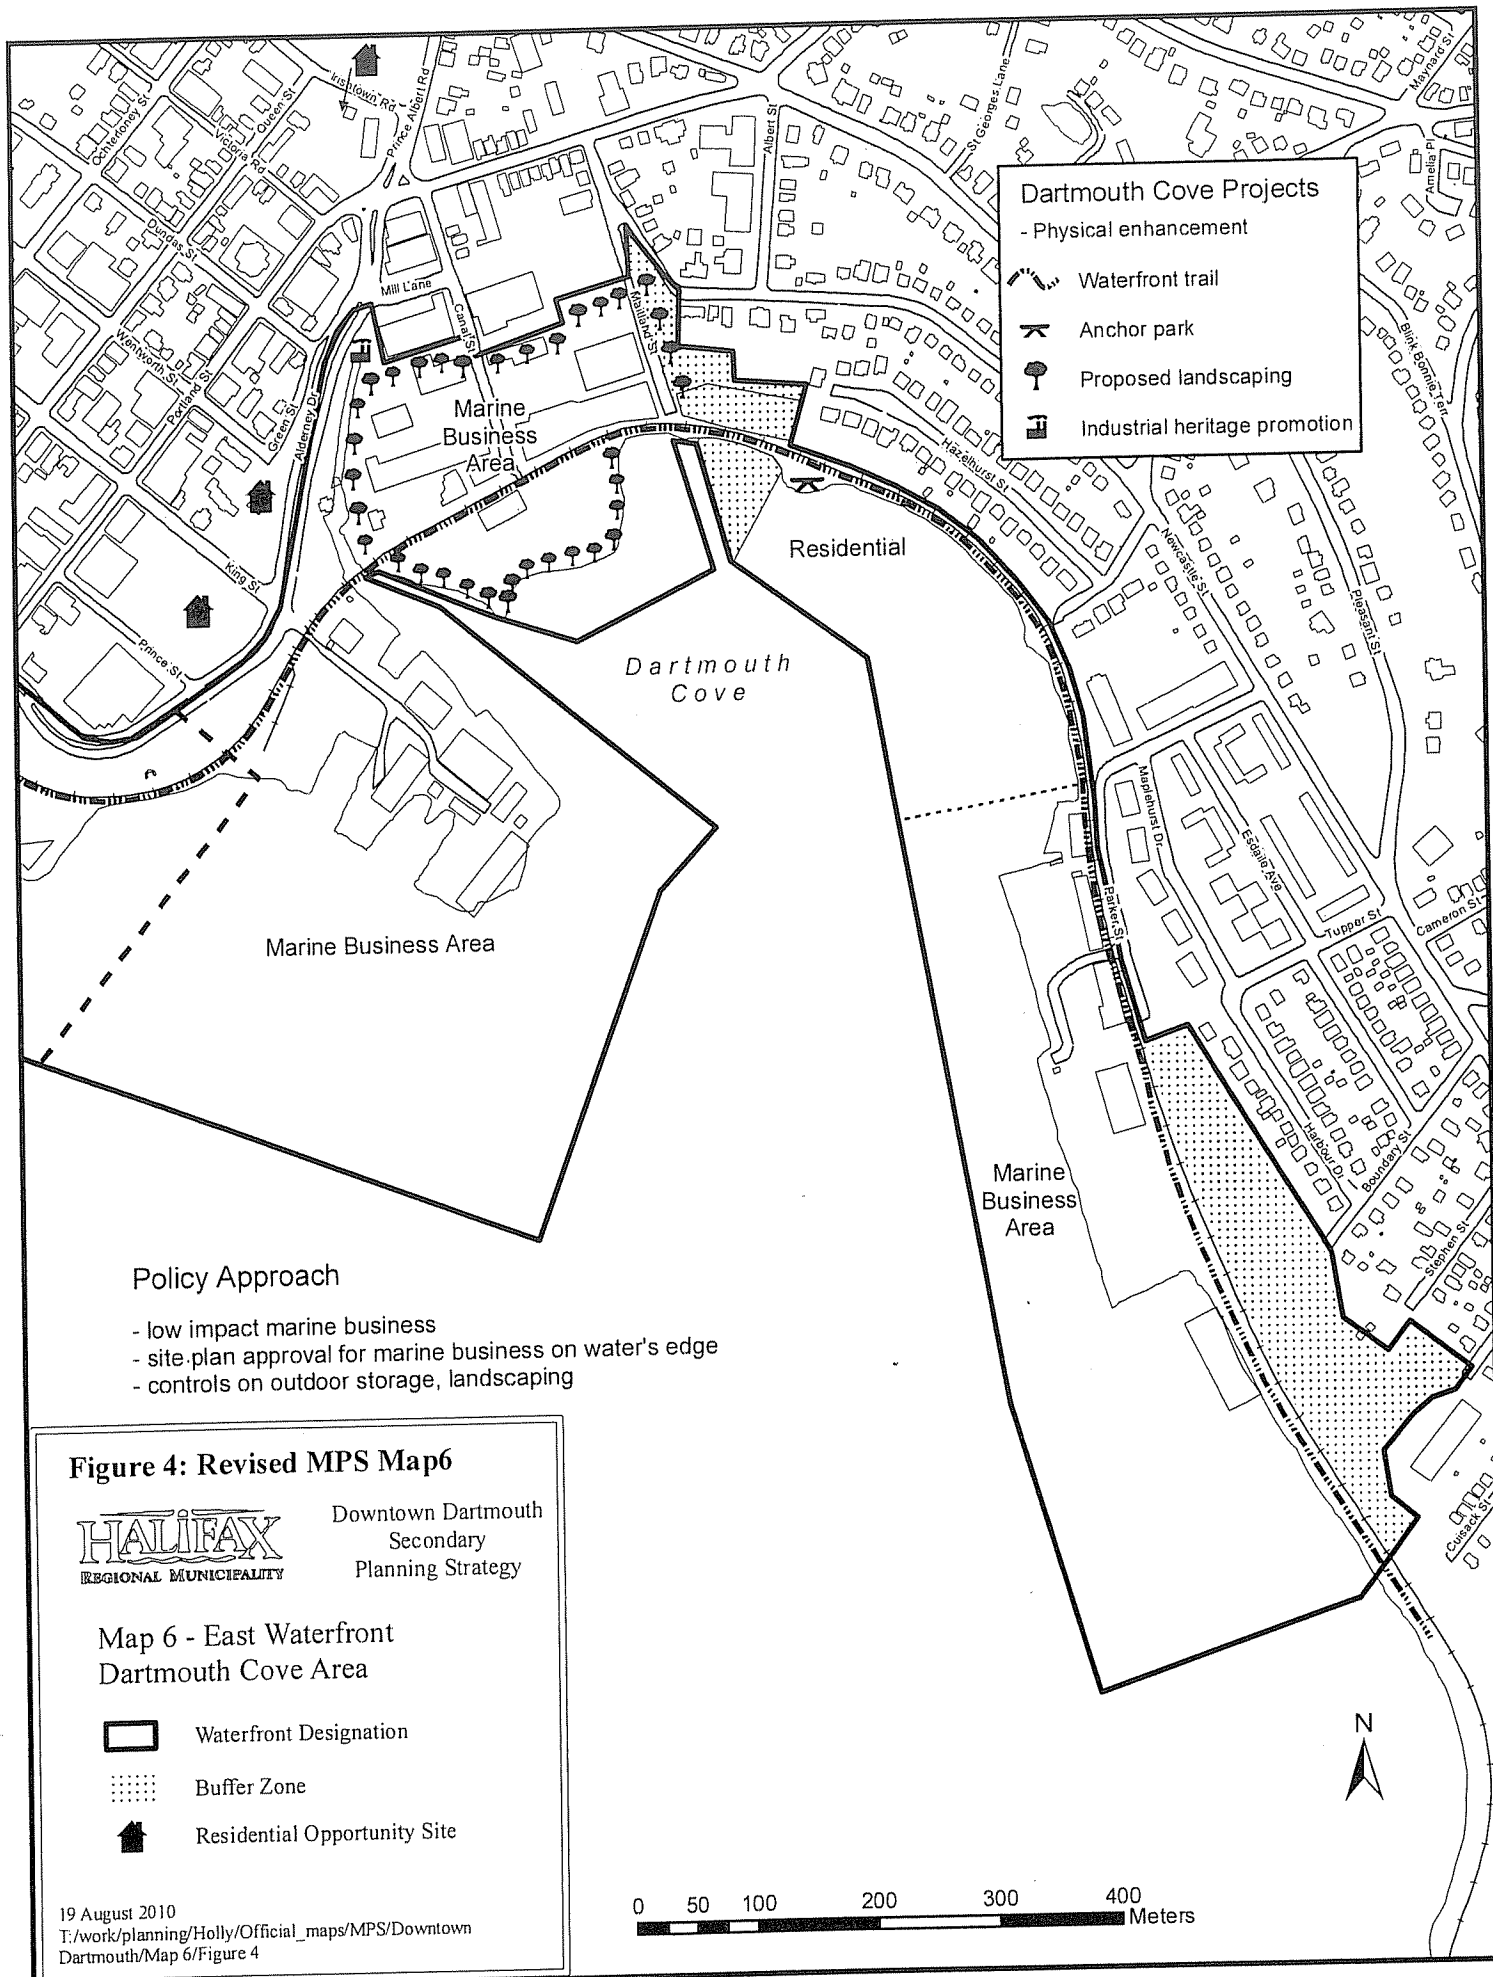 Irishtown Rd
Prince Albert Rd
Ochterloney St
Queen St
Victoria Rd
Dundas St
Wentworth St
Portland St
Green St
Alderney Dr
King St
Prince St
Mill Lane
Canal St
Maitland St
Albert St
St Georges Lane
Maynard St
Amelia Pl
Blink Bonnie Terr
Hazelhurst St
Newcastle St
Pleasant St
Maplehurst Dr
Esdaile Ave
Parker St
Tupper St
Cameron St
Harbour Dr
Boundary St
Stephen St
Cuisack St
Dartmouth Cove Projects
- Physical enhancement
Waterfront trail
Anchor park
Proposed landscaping
Industrial heritage promotion
Marine
Business
Area
Residential
Dartmouth
Cove
Marine Business Area
Marine
Business
Area
Policy Approach
- low impact marine business
- site plan approval for marine business on water's edge
- controls on outdoor storage, landscaping
Figure 4: Revised MPS Map6
HALIFAX
REGIONAL MUNICIPALITY
Downtown Dartmouth
Secondary
Planning Strategy
Map 6 - East Waterfront
Dartmouth Cove Area
Waterfront Designation
Buffer Zone
Residential Opportunity Site
19 August 2010
T:/work/planning/Holly/Official_maps/MPS/Downtown
Dartmouth/Map 6/Figure 4
N
0 50 100 200 300 400
Meters